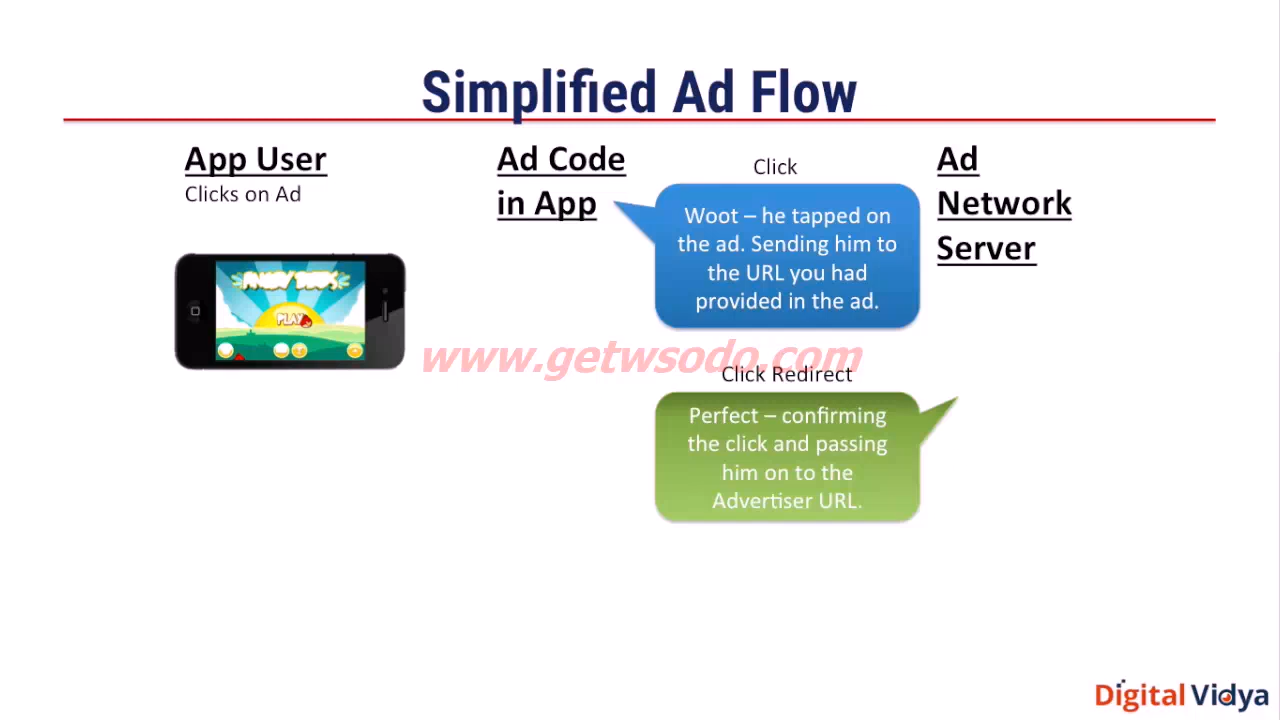 Simplified Ad Flow
App User
Clicks on Ad
Ad Code
in App
Click
Woot – he tapped on
the ad. Sending him to
the URL you had
provided in the ad.
Ad
Network
Server
PLAY
www.getwsodo.com
Click Redirect
Perfect – confirming
the click and passing
him on to the
Advertiser URL.
Digital Vidya